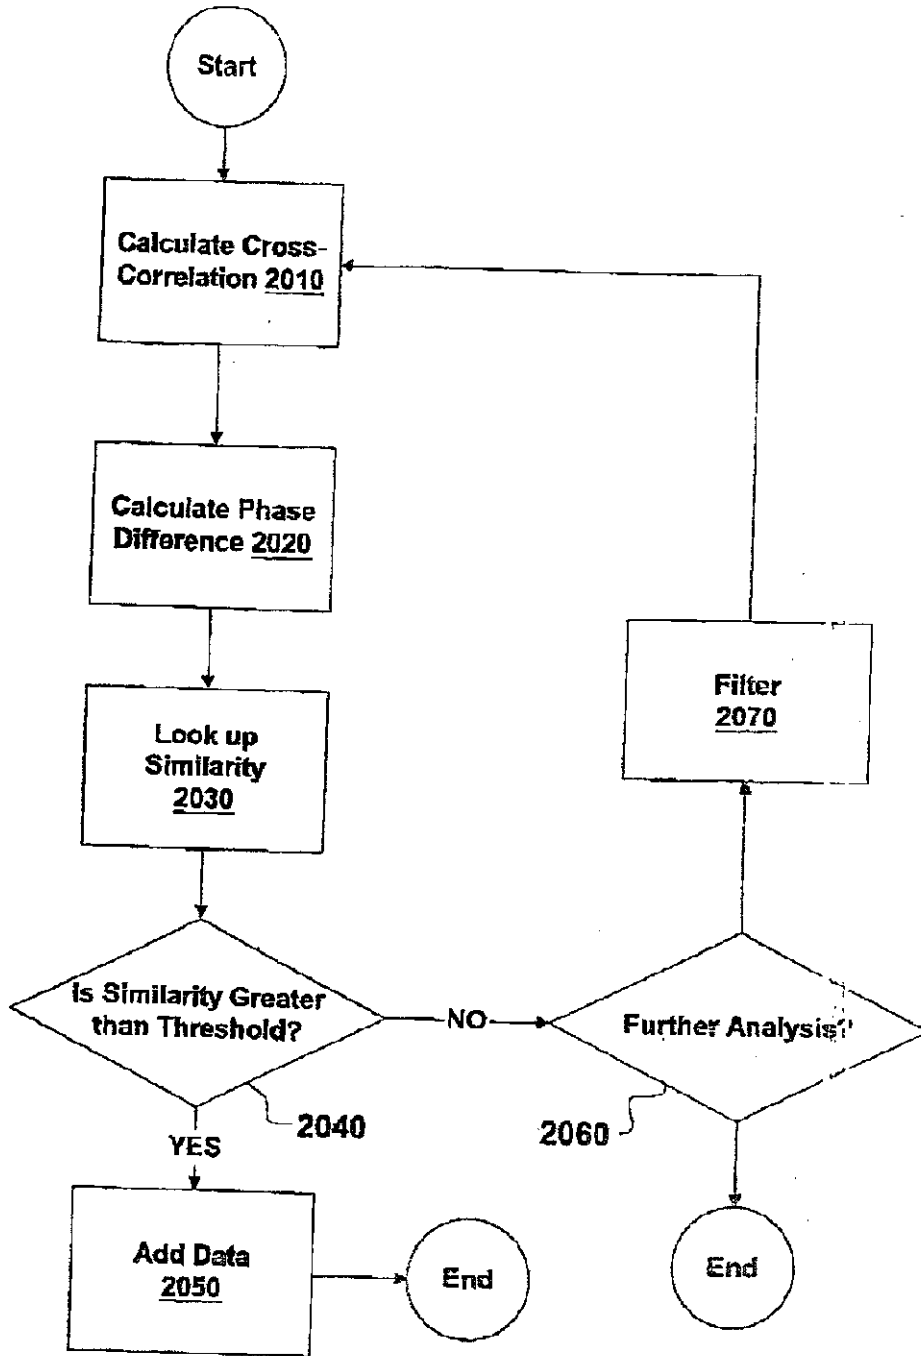 Start
Calculate Cross-
Correlation 2010
Calculate Phase
Difference 2020
Look up
Similarity
2030
Is Similarity Greater
than Threshold?
2040
NO
YES
Add Data
2050
End
Further Analysis?
2060
Filter
2070
End